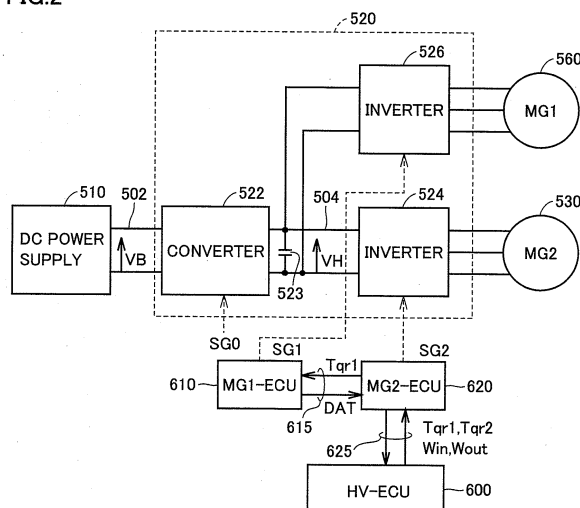 FIG.2
520
526
560
INVERTER
MG1
510
502
522
504
524
530
DC POWER
SUPPLY
VB
CONVERTER
523
VH
INVERTER
MG2
SG0
SG1
SG2
610
MG1-ECU
Tqr1
DAT
615
MG2-ECU
620
625
Tqr1,Tqr2
Win,Wout
HV-ECU
600